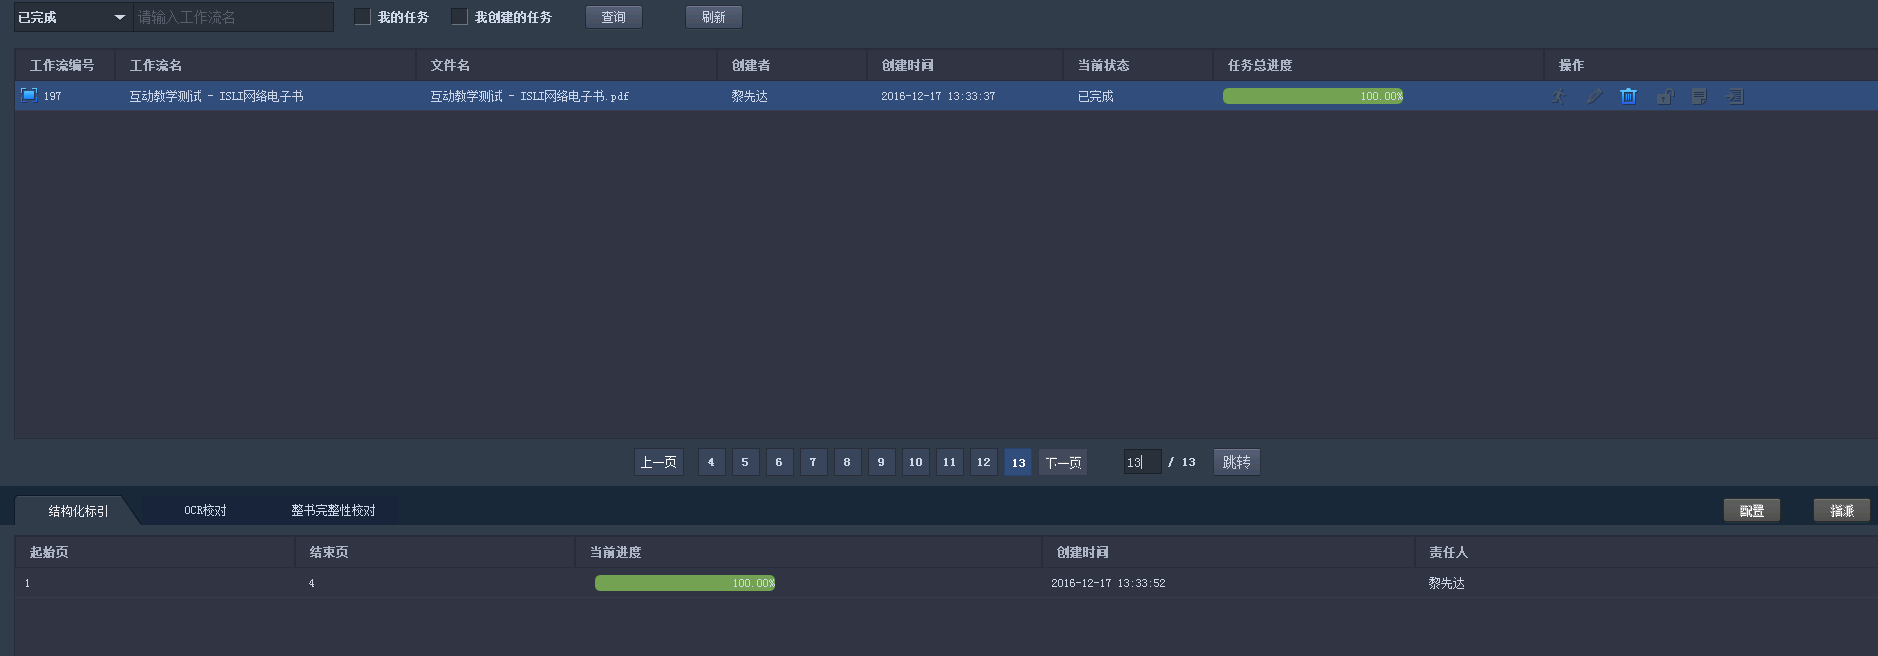 已完成 请输入工作流名 我的任务 我创建的任务 查询 刷新
工作流编号 工作流名 文件名 创建者 创建时间 当前状态 任务总进度 操作
197 互动教学测试 - ISLI网络电子书 互动教学测试 - ISLI网络电子书.pdf 黎先达 2016-12-17 13:33:37 已完成 100.00%
上一页 4 5 6 7 8 9 10 11 12 13 下一页 13 / 13 跳转
结构化标引 OCR校对 整书完整性校对 配置 指派
起始页 结束页 当前进度 创建时间 责任人
1 4 100.00% 2016-12-17 13:33:52 黎先达